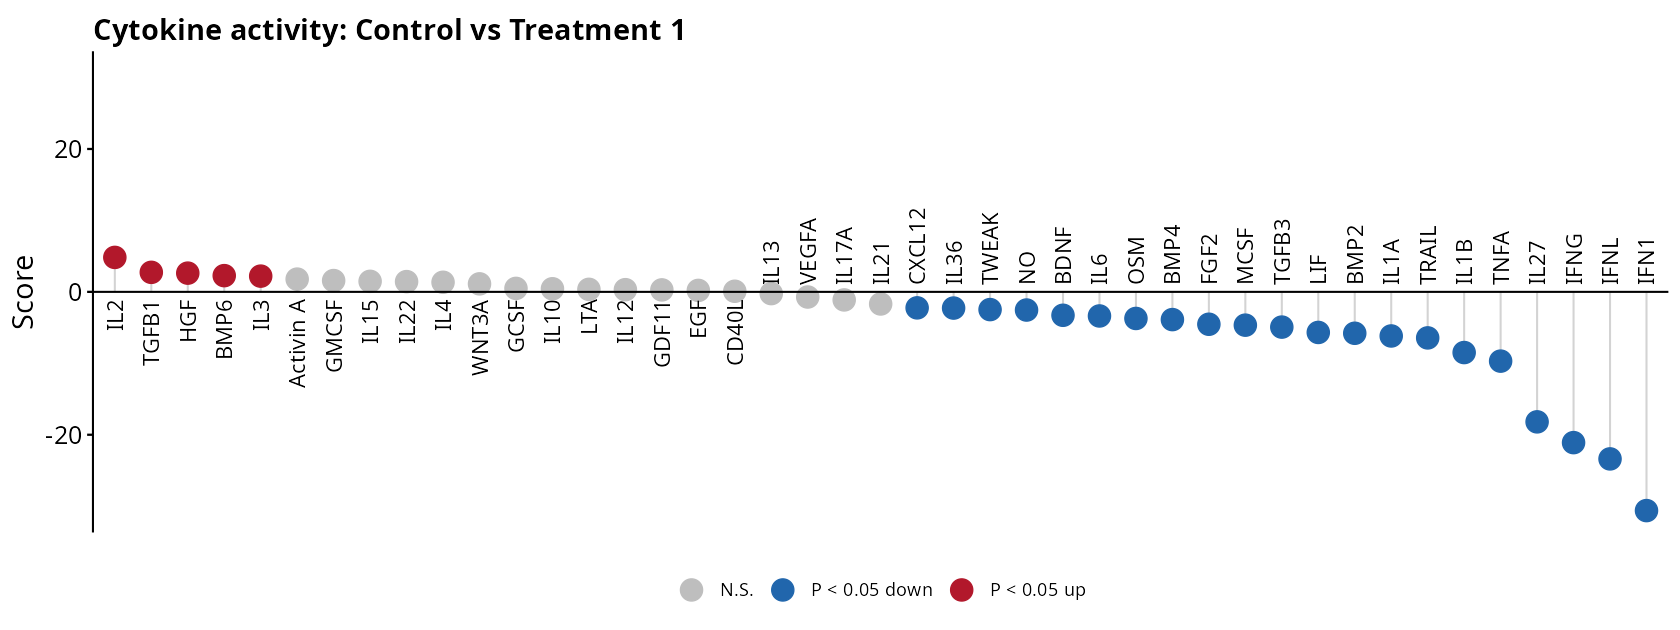 Cytokine activity: Control vs Treatment 1
Score
20
0
-20
IL2
TGFB1
HGF
BMP6
IL3
Activin A
GMCSF
IL15
IL22
IL4
WNT3A
GCSF
IL10
LTA
IL12
GDF11
EGF
CD40L
IL13
VEGFA
IL17A
IL21
CXCL12
IL36
TWEAK
NO
BDNF
IL6
OSM
BMP4
FGF2
MCSF
TGFB3
LIF
BMP2
IL1A
TRAIL
IL1B
TNFA
IL27
IFNG
IFNL
IFN1
N.S.
P < 0.05 down
P < 0.05 up